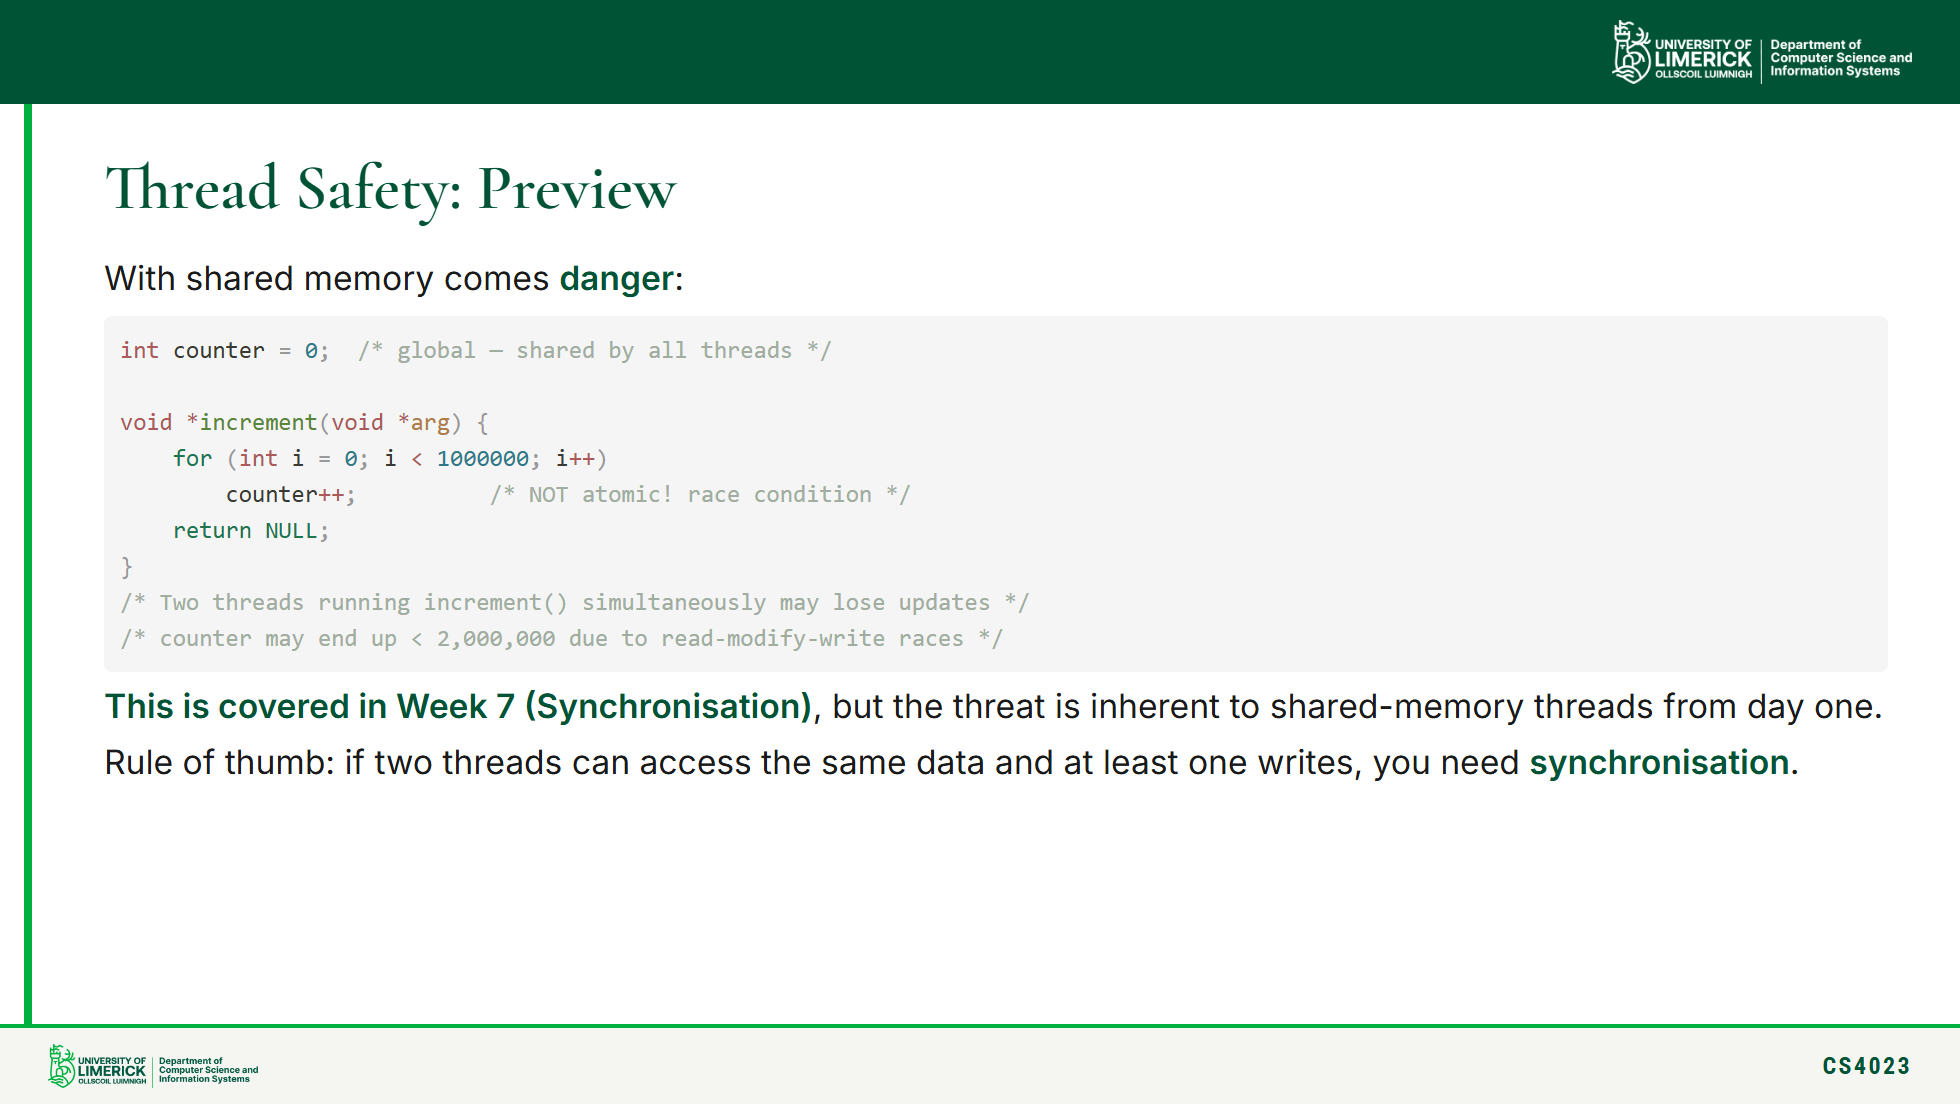 UNIVERSITY OF
LIMERICK
OLLSCOIL LUIMNIGH
Department of
Computer Science and
Information Systems
Thread Safety: Preview
With shared memory comes danger:
int counter = 0;  /* global — shared by all threads */
void *increment(void *arg) {
    for (int i = 0; i < 1000000; i++)
        counter++;          /* NOT atomic! race condition */
    return NULL;
}
/* Two threads running increment() simultaneously may lose updates */
/* counter may end up < 2,000,000 due to read-modify-write races */
This is covered in Week 7 (Synchronisation), but the threat is inherent to shared-memory threads from day one.
Rule of thumb: if two threads can access the same data and at least one writes, you need synchronisation.
UNIVERSITY OF
LIMERICK
OLLSCOIL LUIMNIGH
Department of
Computer Science and
Information Systems
CS4023